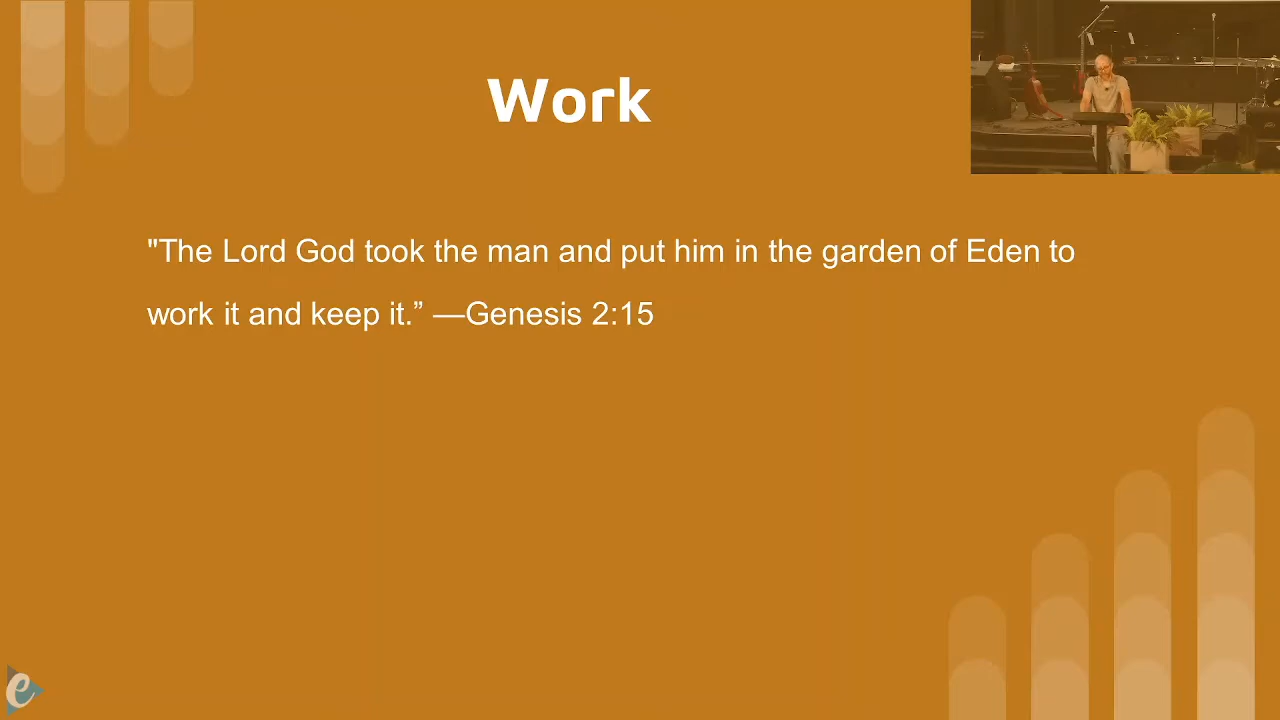 Work
"The Lord God took the man and put him in the garden of Eden to
work it and keep it.” —Genesis 2:15
e